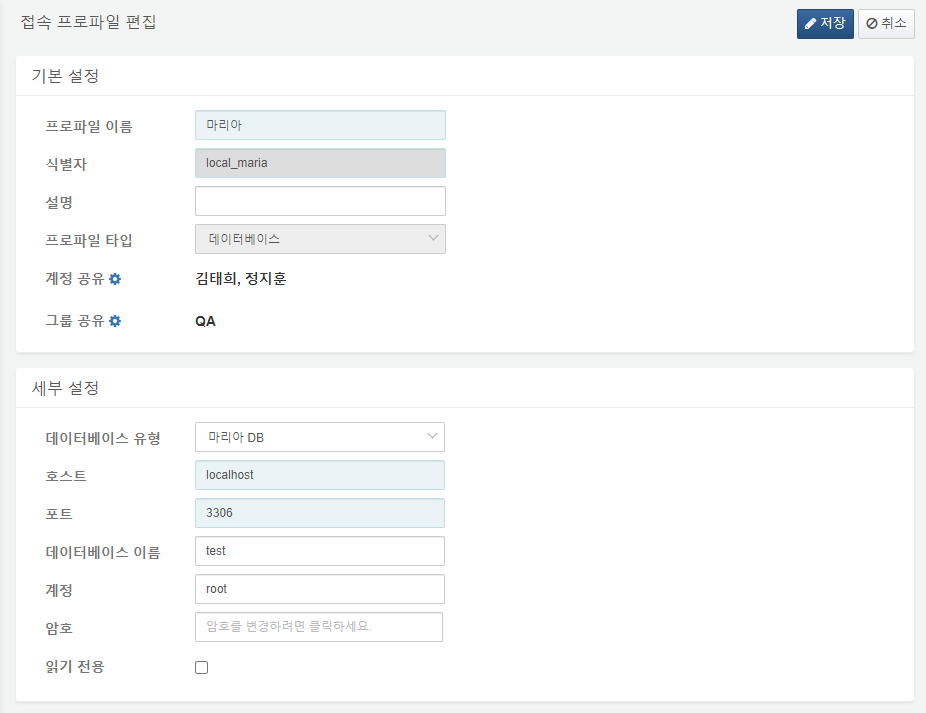 접속 프로파일 편집
저장
취소
기본 설정
프로파일 이름 마리아
식별자 local_maria
설명
프로파일 타입 데이터베이스
계정 공유 김태희, 정지훈
그룹 공유 QA
세부 설정
데이터베이스 유형 마리아 DB
호스트 localhost
포트 3306
데이터베이스 이름 test
계정 root
암호 암호를 변경하려면 클릭하세요.
읽기 전용